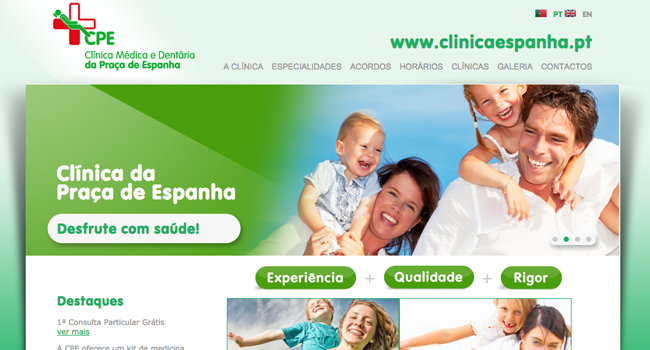 CPE
Clínica Médica e Dentária
da Praça de Espanha
PT EN
www.clinicaespanha.pt
A CLÍNICA ESPECIALIDADES ACORDOS HORÁRIOS CLÍNICAS GALERIA CONTACTOS
Clínica da
Praça de Espanha
Desfrute com saúde!
Experiência + Qualidade + Rigor
Destaques
1ª Consulta Particular Grátis
ver mais
A CPE oferece um kit de medicina